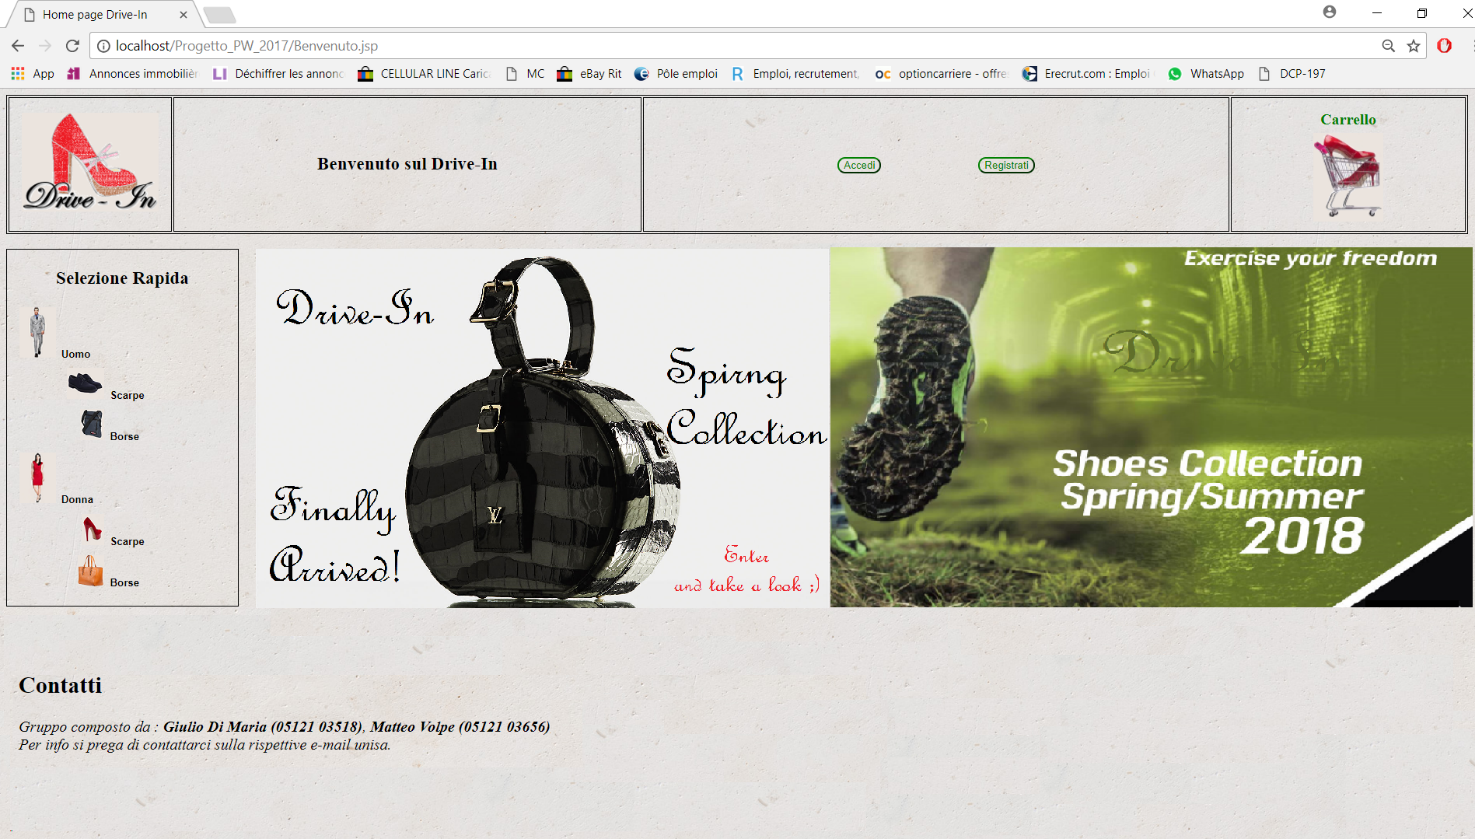 Home page Drive-In
localhost/Progetto_PW_2017/Benvenuto.jsp
App Annonces immobilièr LI Déchiffrer les annonc CELLULAR LINE Caric MC eBay Rit Pôle emploi R Emploi, recrutement, oc optioncarriere - offre Erecrut.com : Emploi WhatsApp DCP-197
Drive - In
Benvenuto sul Drive-In
Accedi
Registrati
Carrello
Selezione Rapida
Uomo
Scarpe
Borse
Donna
Scarpe
Borse
Drive-In
Spirng
Collection
Finally
Arrived!
LV
Enter
and take a look ;)
Exercise your freedom
Shoes Collection
Spring/Summer
2018
Contatti
Gruppo composto da : Giulio Di Maria (05121 03518), Matteo Volpe (05121 03656)
Per info si prega di contattarci sulla rispettive e-mail unisa.